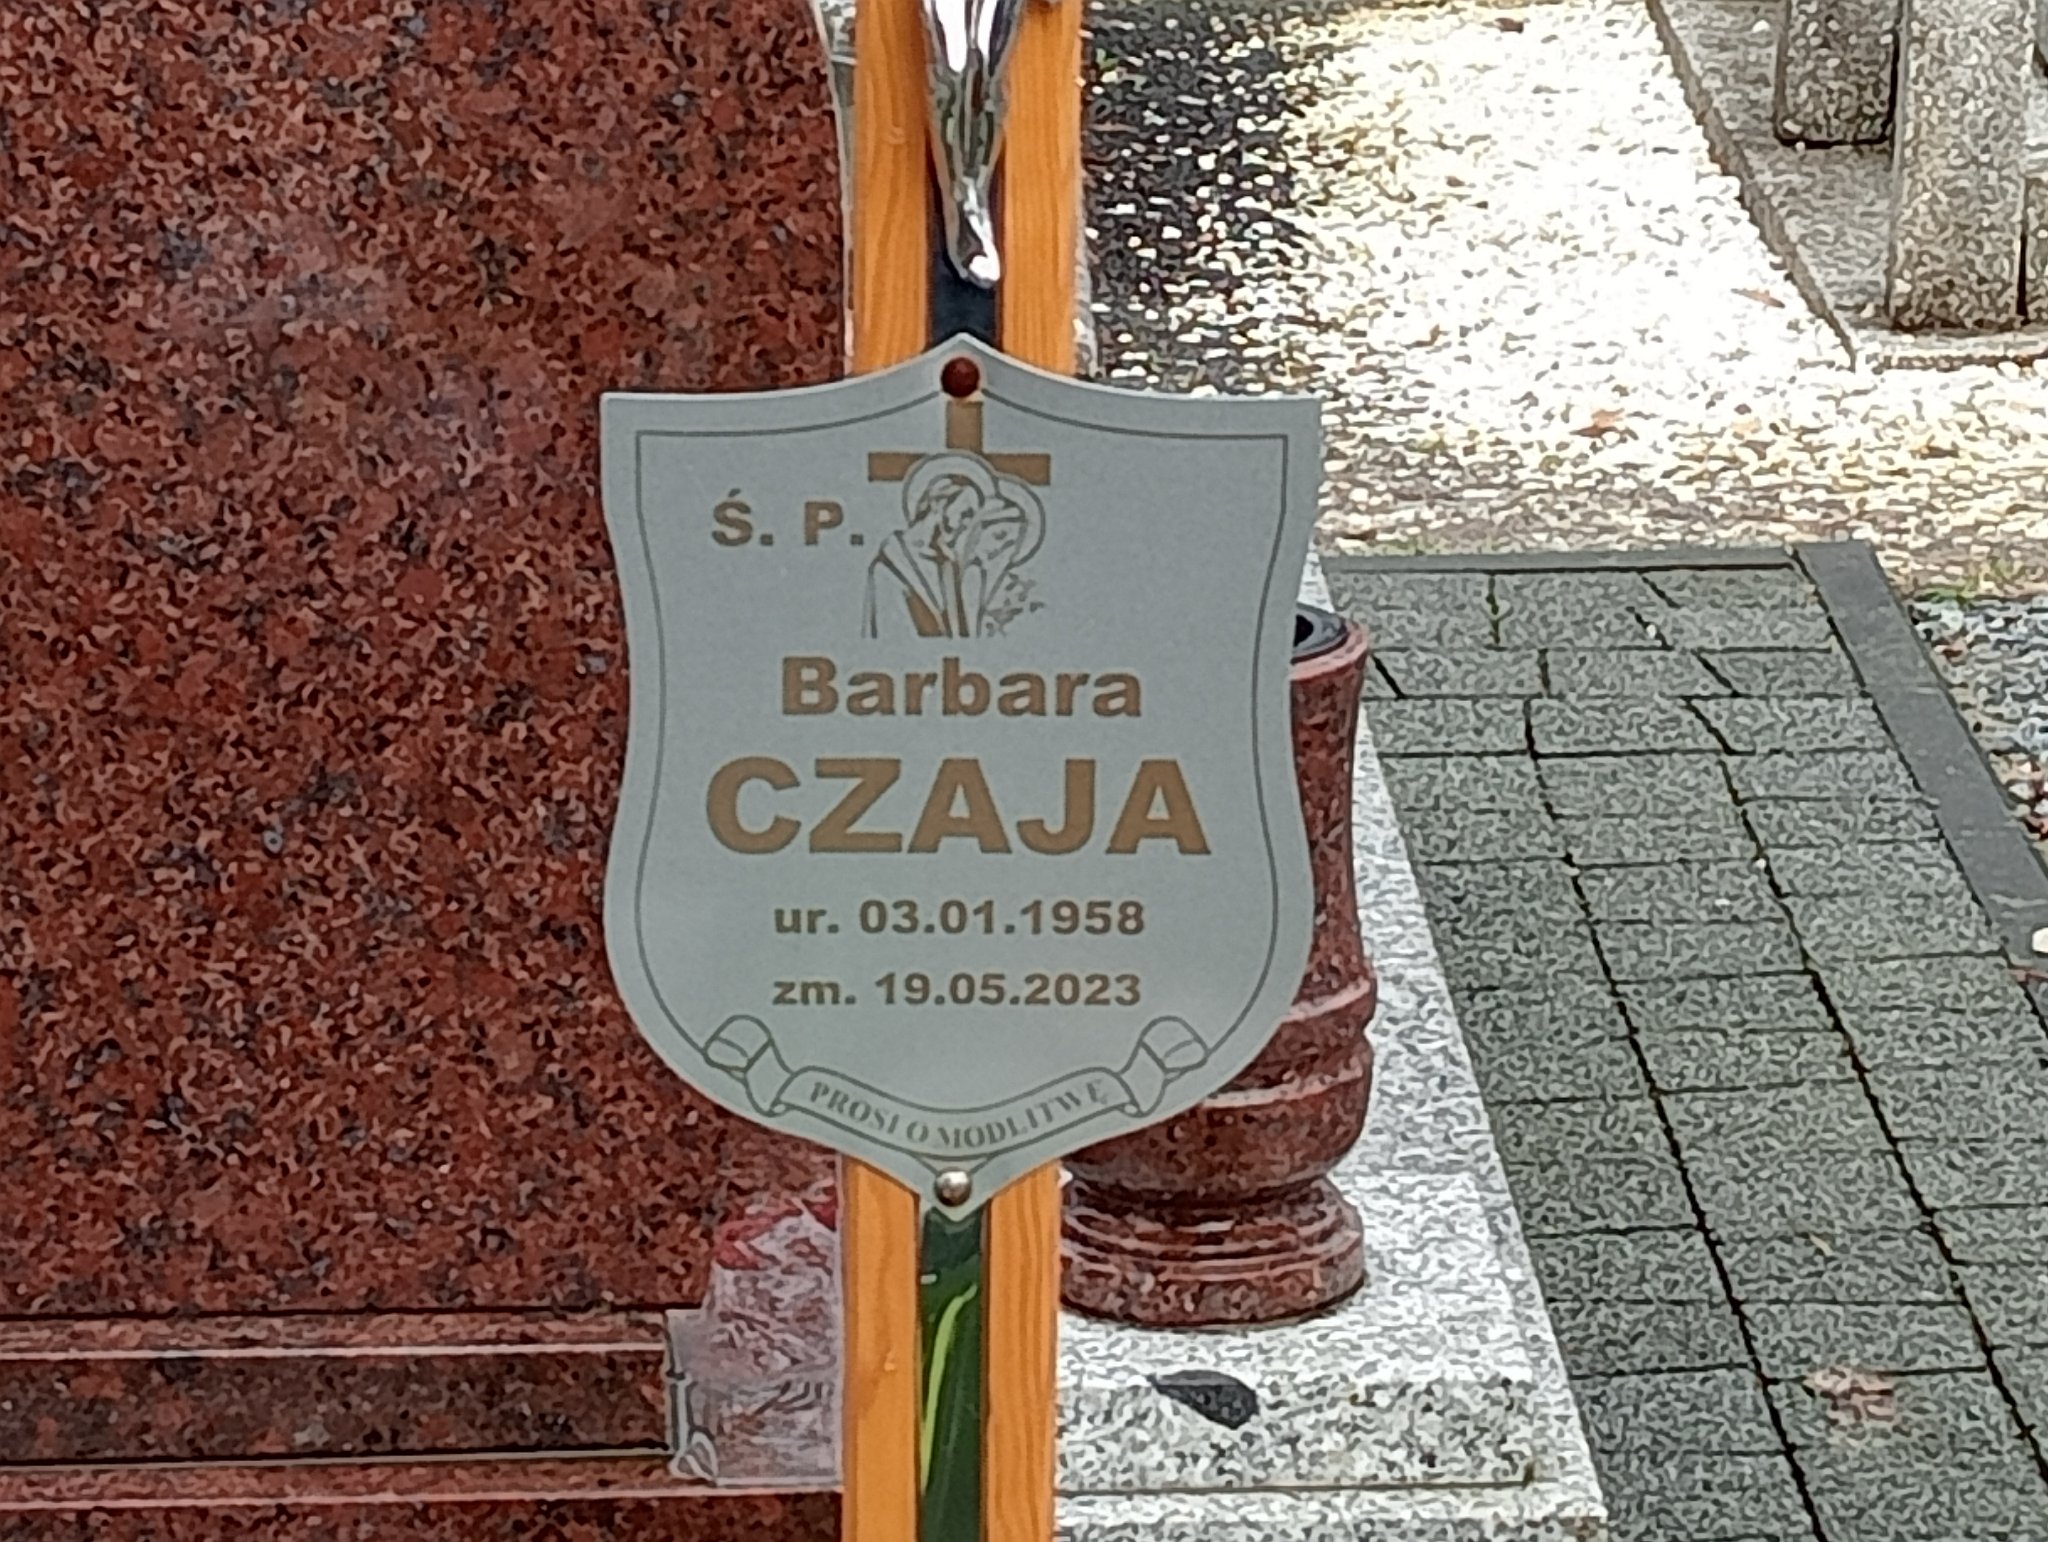 Ś. P.
Barbara
CZAJA
ur. 03.01.1958
zm. 19.05.2023
PROSI O MODLITWĘ